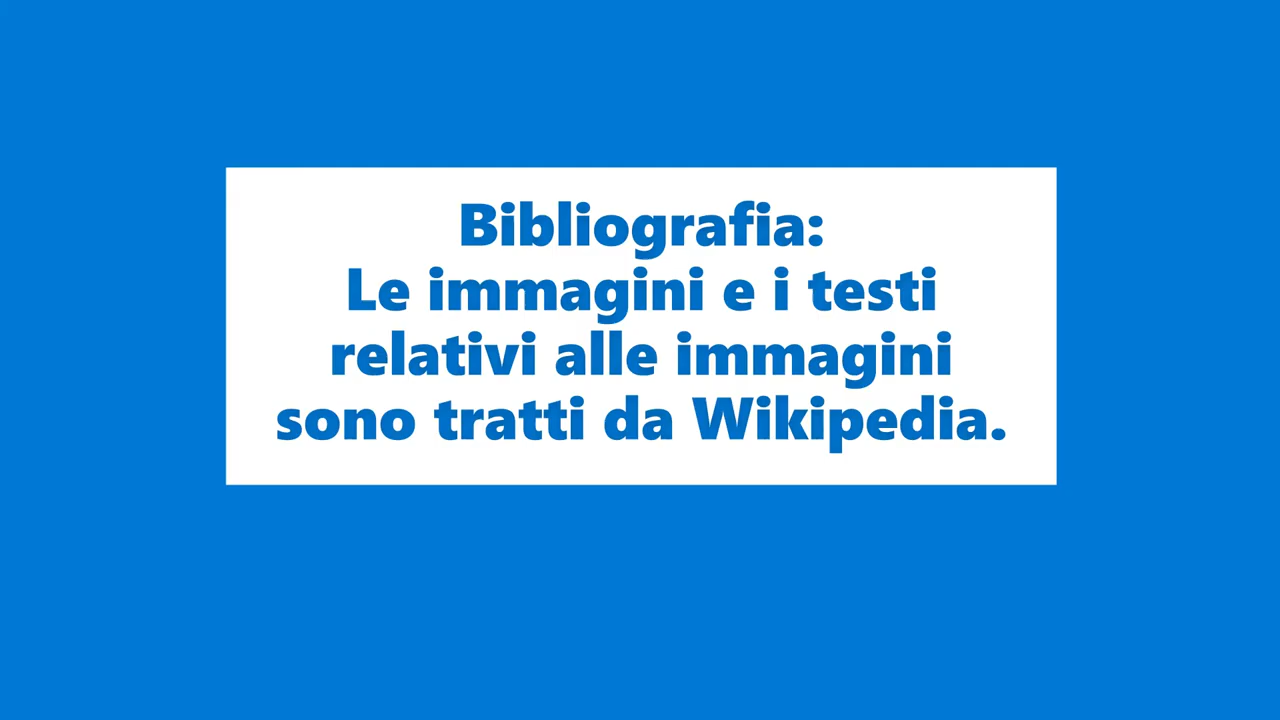 Bibliografia:
Le immagini e i testi
relativi alle immagini
sono tratti da Wikipedia.